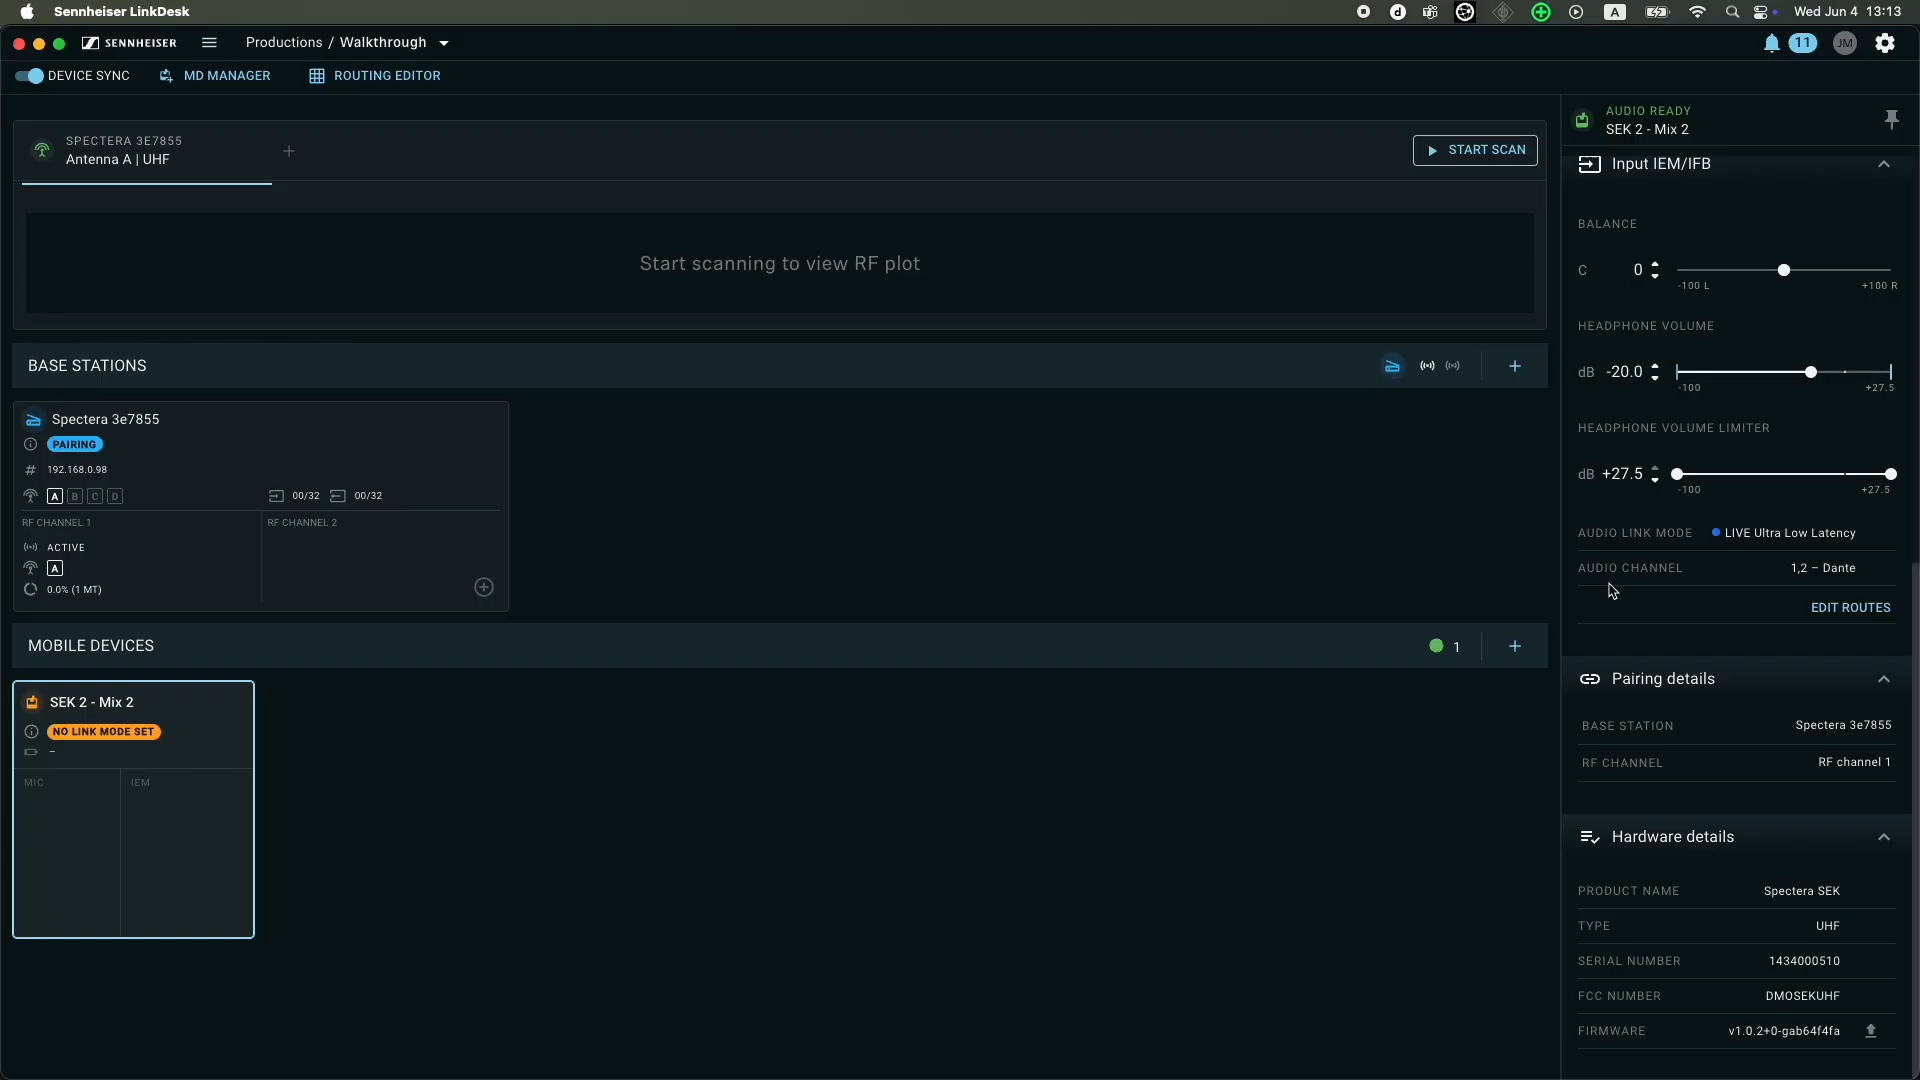 Sennheiser LinkDesk
A
Wed Jun 4 13:13
SENNHEISER
Productions / Walkthrough
11
JM
DEVICE SYNC
MD MANAGER
ROUTING EDITOR
SPECTERA 3E7855
Antenna A | UHF
START SCAN
Start scanning to view RF plot
BASE STATIONS
Spectera 3e7855
PAIRING
# 192.168.0.98
A B C D
00/32 00/32
RF CHANNEL 1
RF CHANNEL 2
ACTIVE
A
0.0% (1 MT)
MOBILE DEVICES
1
SEK 2 - Mix 2
NO LINK MODE SET
–
MIC
IEM
AUDIO READY
SEK 2 - Mix 2
Input IEM/IFB
BALANCE
C 0
-100 L +100 R
HEADPHONE VOLUME
dB -20.0
-100 +27.5
HEADPHONE VOLUME LIMITER
dB +27.5
-100 +27.5
AUDIO LINK MODE LIVE Ultra Low Latency
AUDIO CHANNEL 1,2 – Dante
EDIT ROUTES
Pairing details
BASE STATION Spectera 3e7855
RF CHANNEL RF channel 1
Hardware details
PRODUCT NAME Spectera SEK
TYPE UHF
SERIAL NUMBER 1434000510
FCC NUMBER DMOSEKUHF
FIRMWARE v1.0.2+0-gab64f4fa